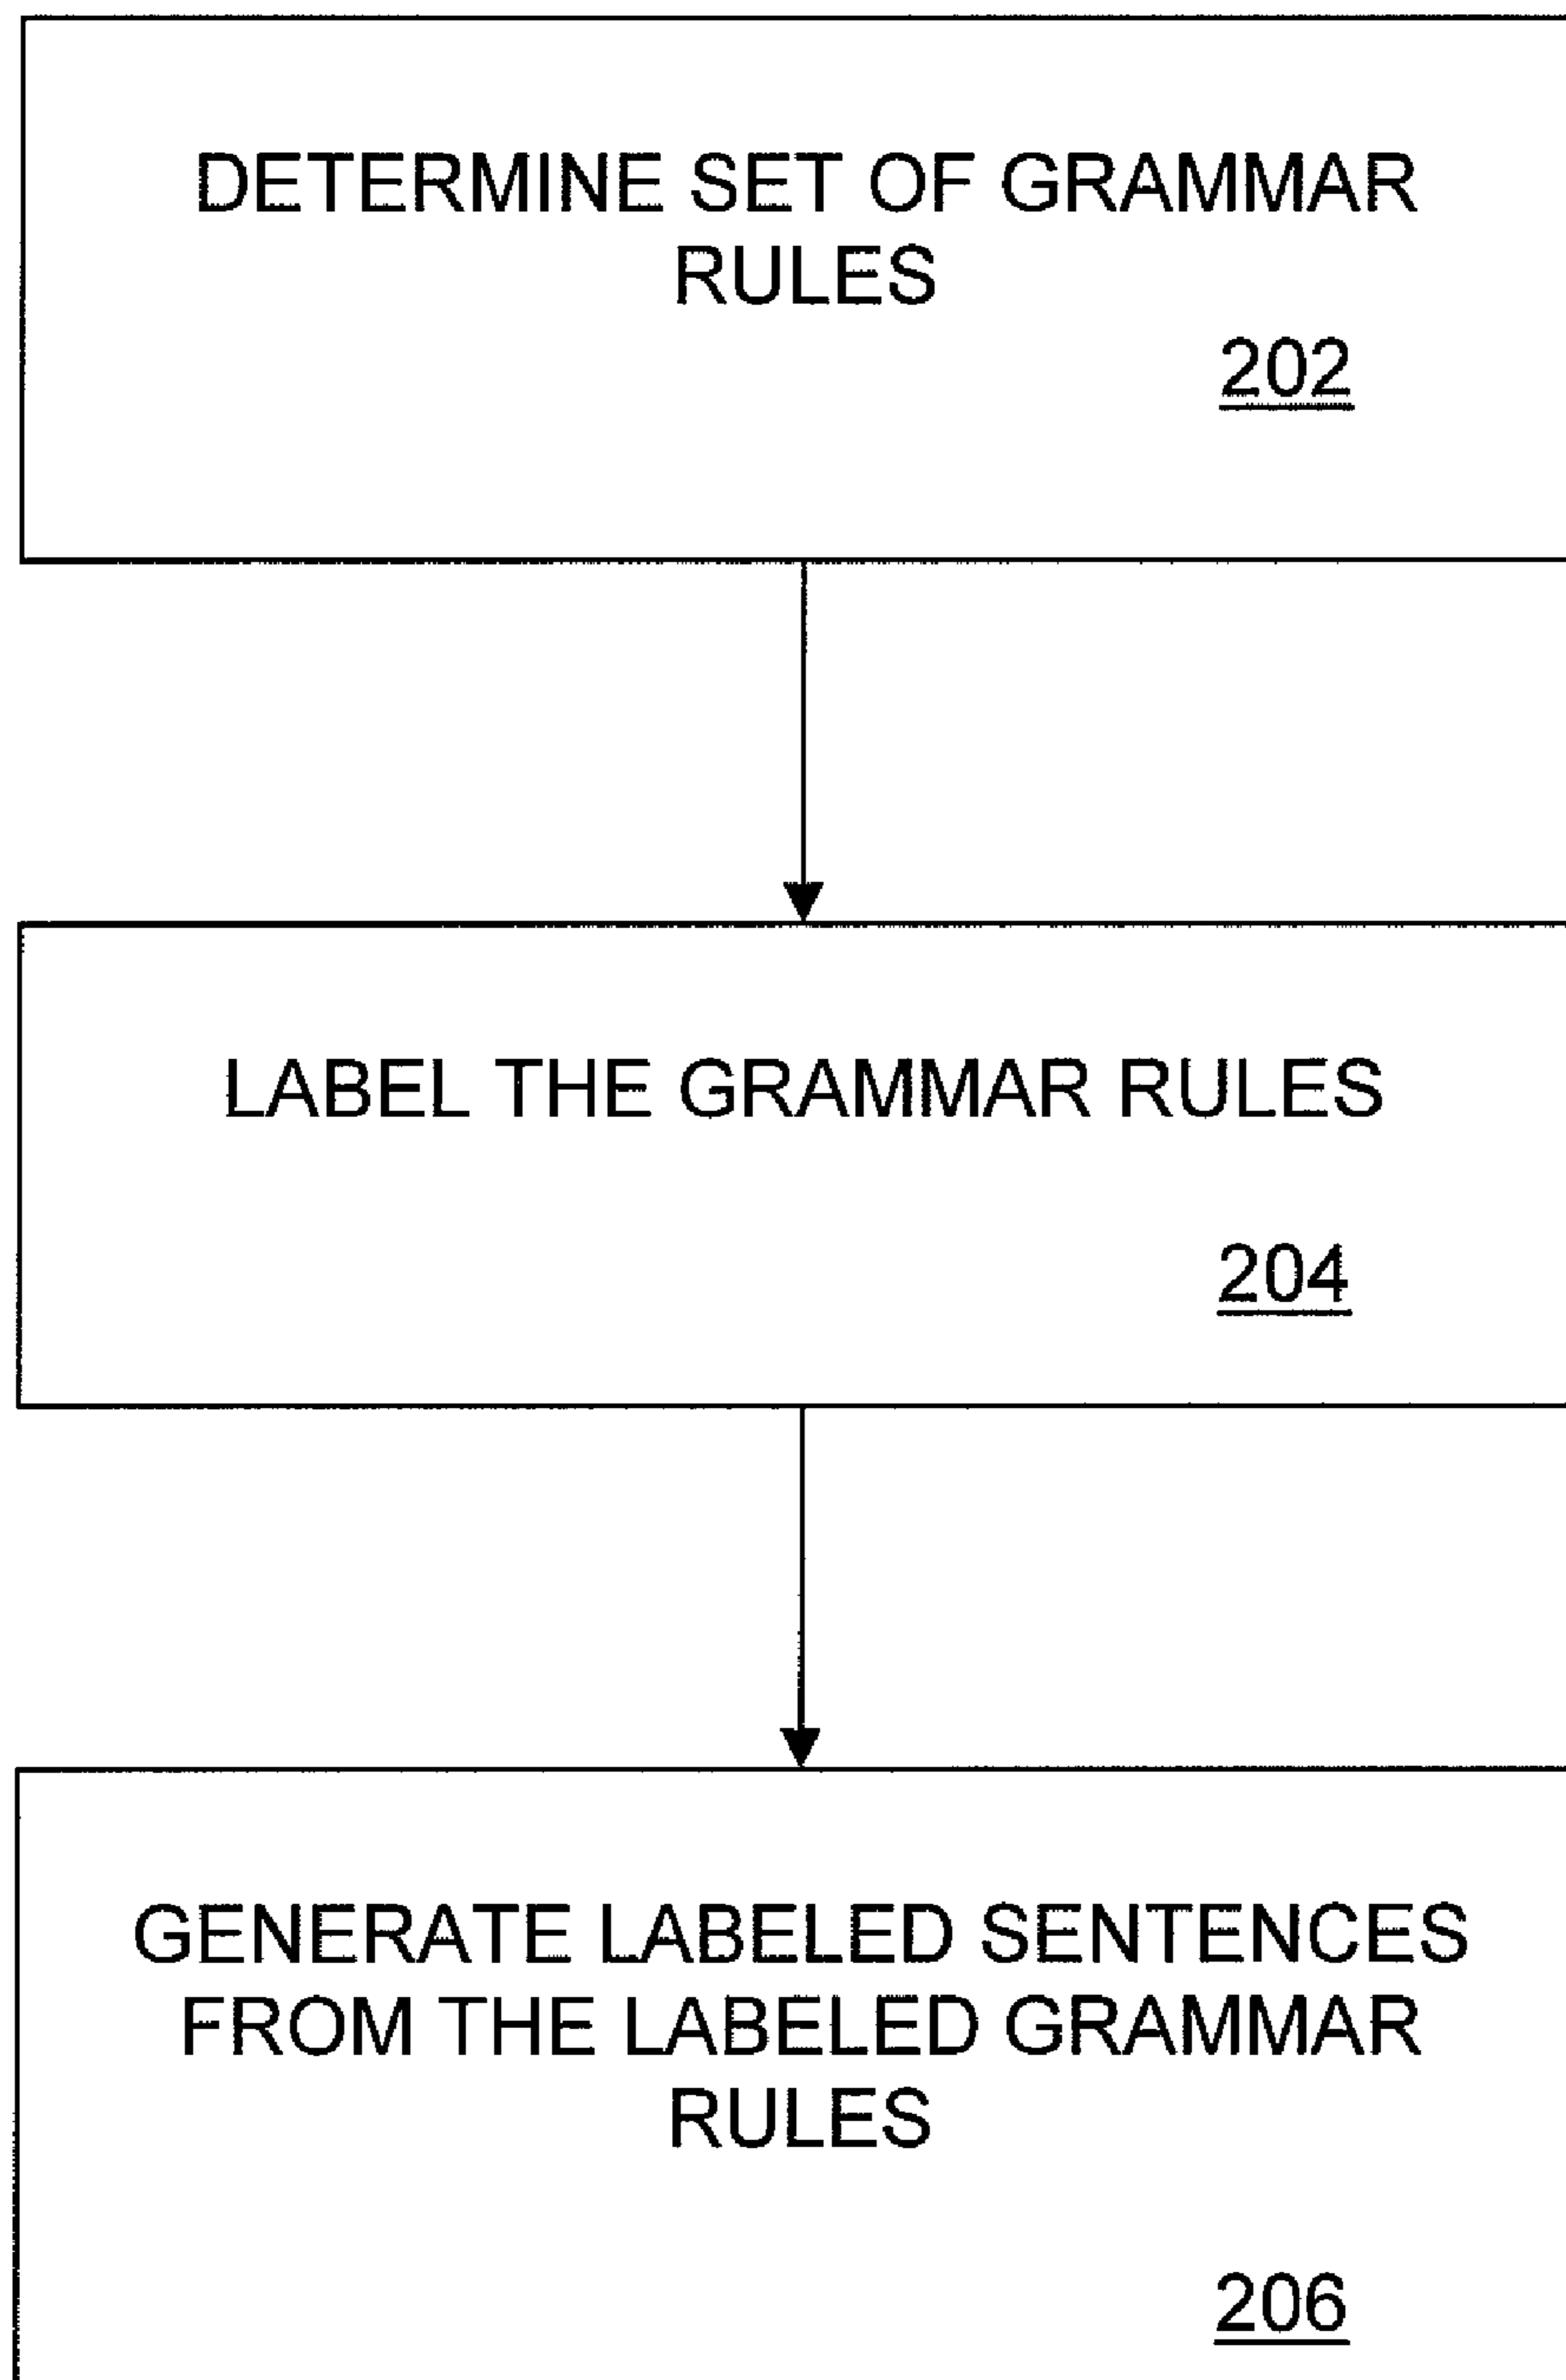 DETERMINE SET OF GRAMMAR
RULES
202
LABEL THE GRAMMAR RULES
204
GENERATE LABELED SENTENCES
FROM THE LABELED GRAMMAR
RULES
206